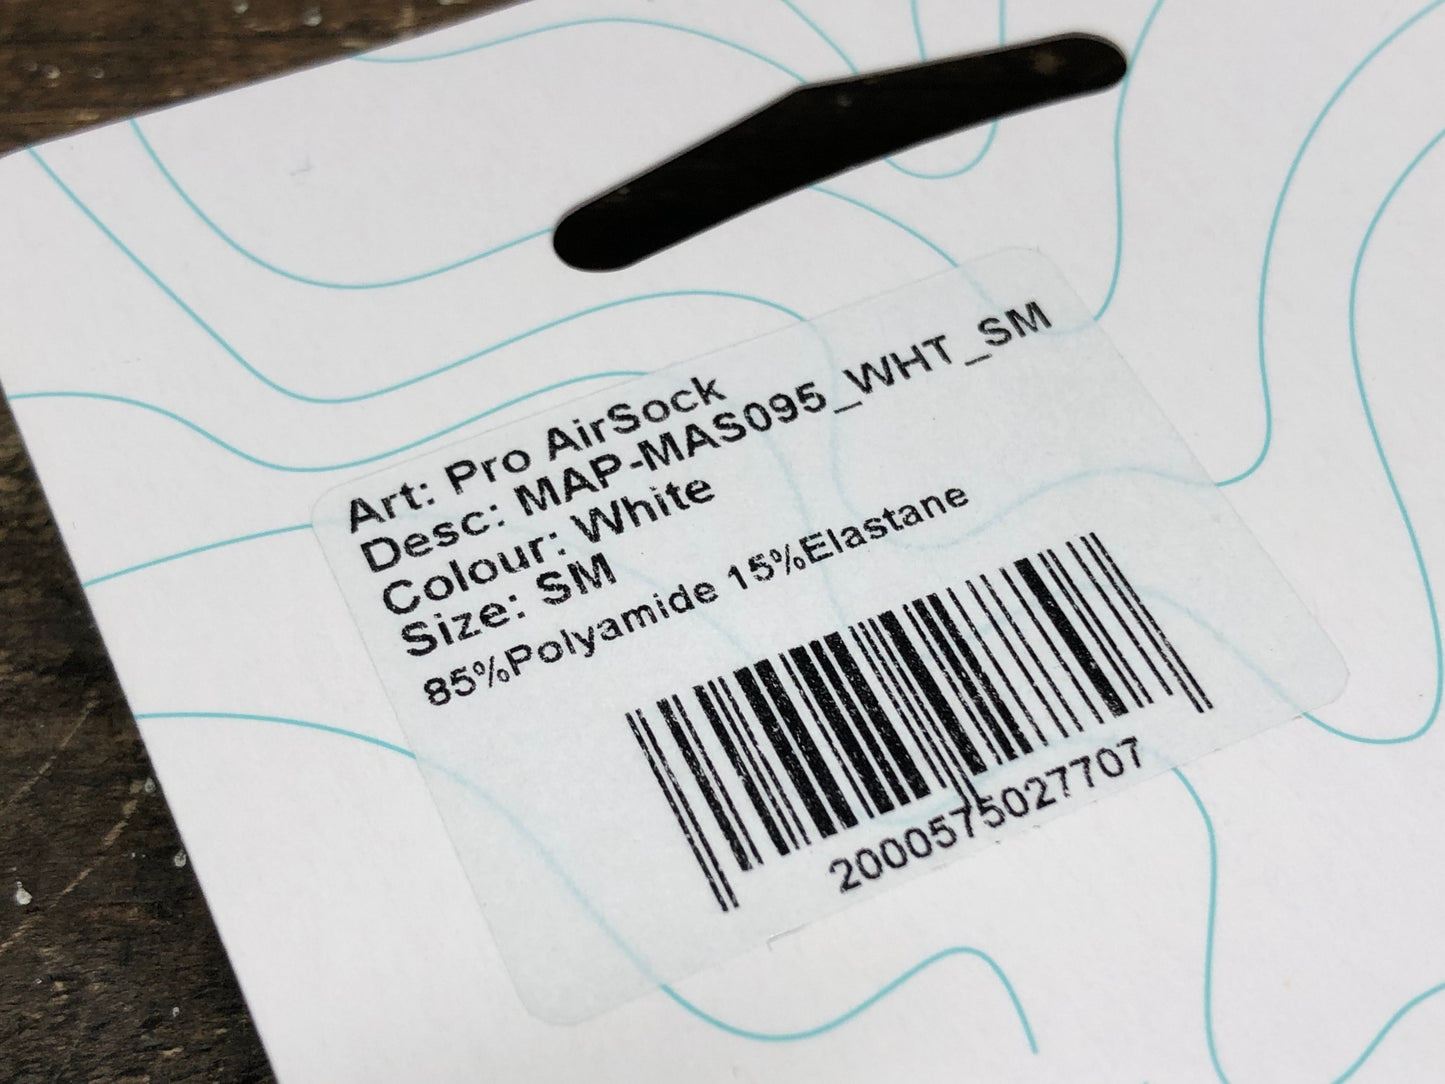 Art: Pro AirSock
Desc: MAP-MAS095_WHT_SM
Colour: White
Size: SM
85%Polyamide 15%Elastane
2000575027707